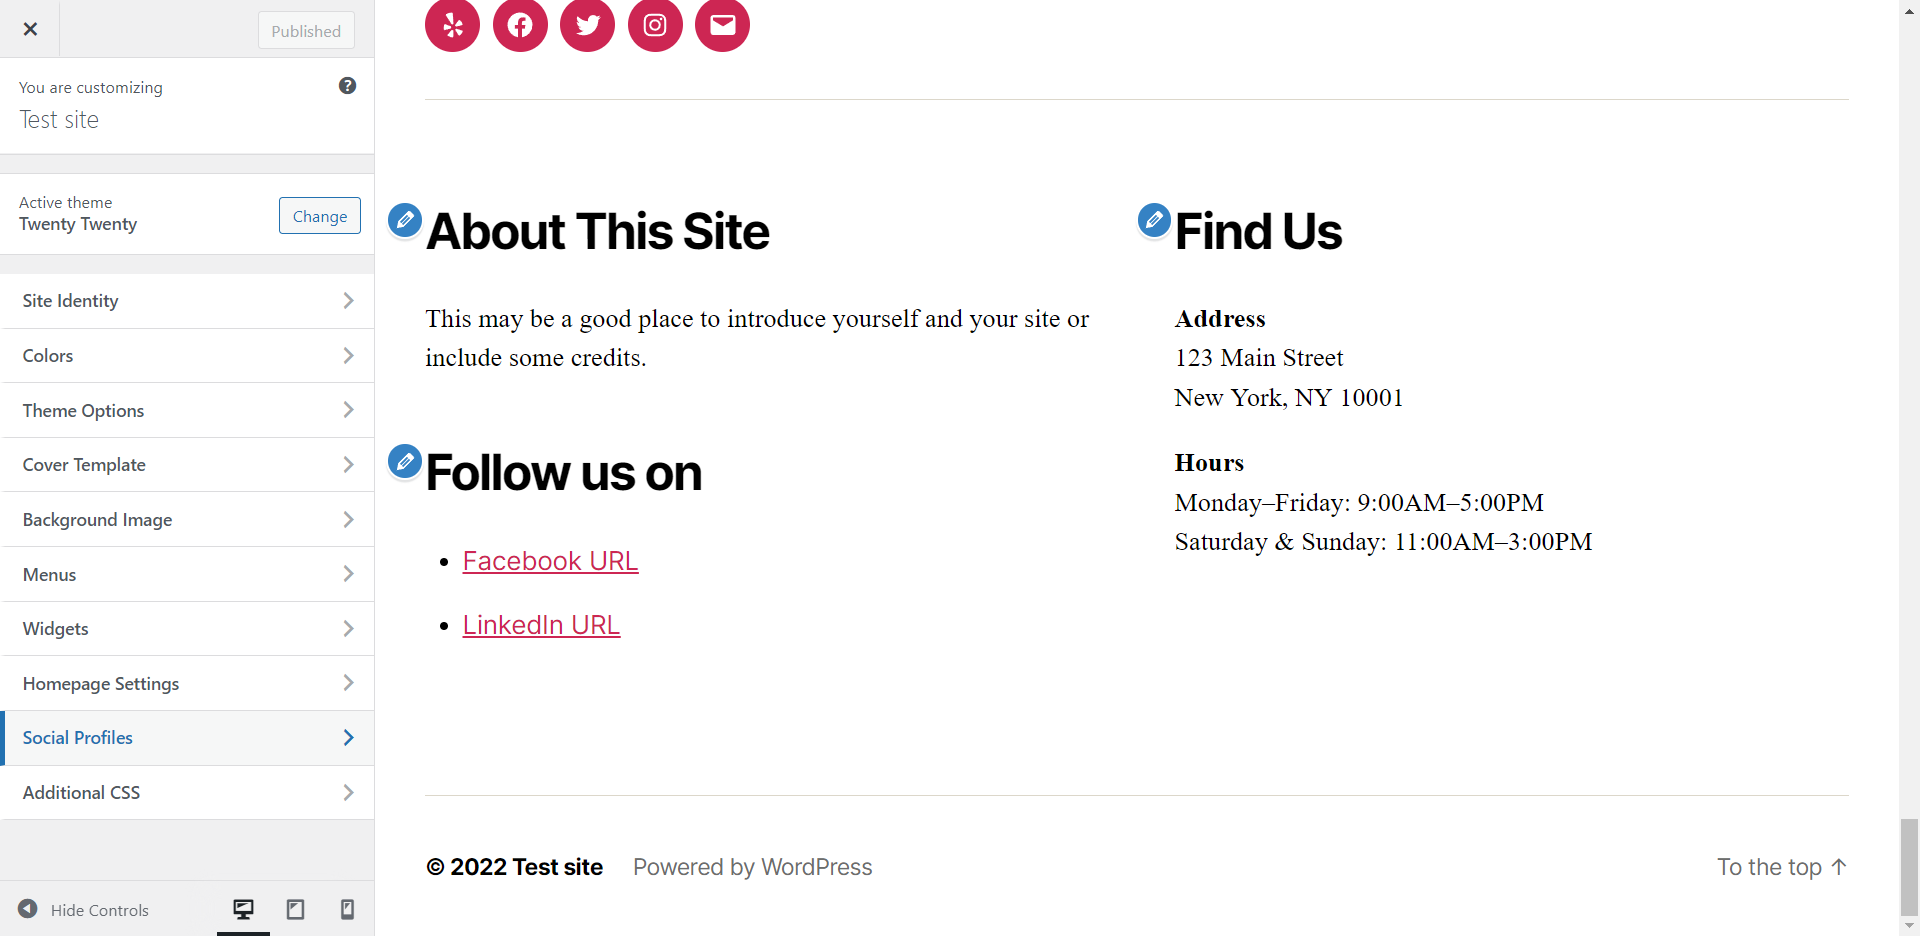 Published
You are customizing
Test site
Active theme
Twenty Twenty
Change
Site Identity
Colors
Theme Options
Cover Template
Background Image
Menus
Widgets
Homepage Settings
Social Profiles
Additional CSS
Hide Controls
About This Site
This may be a good place to introduce yourself and your site or
include some credits.
Follow us on
Facebook URL
LinkedIn URL
Find Us
Address
123 Main Street
New York, NY 10001
Hours
Monday–Friday: 9:00AM–5:00PM
Saturday & Sunday: 11:00AM–3:00PM
© 2022 Test site
Powered by WordPress
To the top ↑